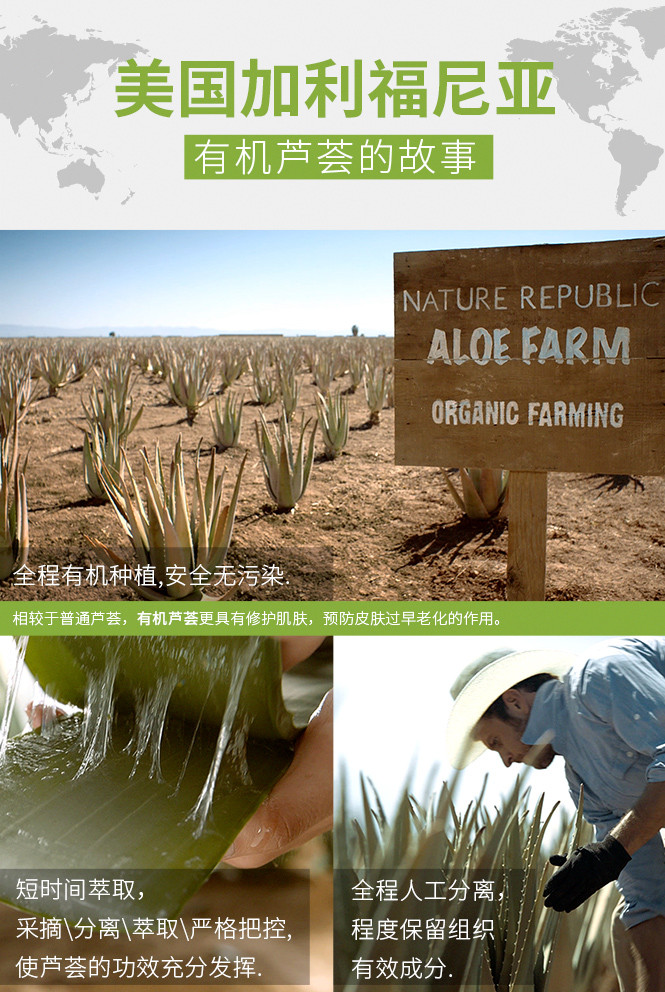 美国加利福尼亚
有机芦荟的故事
NATURE REPUBLIC
ALOE FARM
ORGANIC FARMING
全程有机种植,安全无污染.
相较于普通芦荟，有机芦荟更具有修护肌肤，预防皮肤过早老化的作用。
短时间萃取，
采摘\分离\萃取\严格把控,
使芦荟的功效充分发挥.
全程人工分离，
程度保留组织
有效成分.